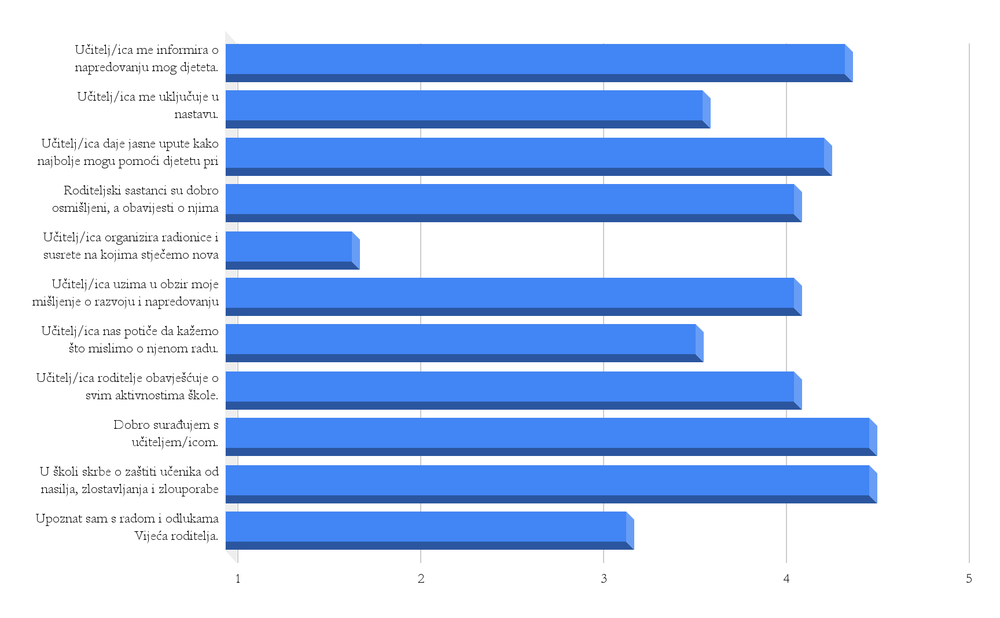 Učitelj/ica me informira o
napredovanju mog djeteta.
Učitelj/ica me uključuje u
nastavu.
Učitelj/ica daje jasne upute kako
najbolje mogu pomoći djetetu pri
Roditeljski sastanci su dobro
osmišljeni, a obavijesti o njima
Učitelj/ica organizira radionice i
susrete na kojima stječemo nova
Učitelj/ica uzima u obzir moje
mišljenje o razvoju i napredovanju
Učitelj/ica nas potiče da kažemo
što mislimo o njenom radu.
Učitelj/ica roditelje obavješćuje o
svim aktivnostima škole.
Dobro surađujem s
učiteljem/icom.
U školi skrbe o zaštiti učenika od
nasilja, zlostavljanja i zlouporabe
Upoznat sam s radom i odlukama
Vijeća roditelja.
1 2 3 4 5